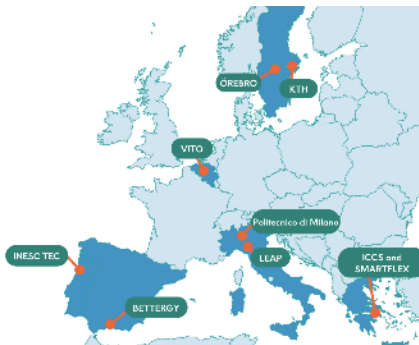 ÖREBRO
KTH
VITO
Politecnico di Milano
INESC TEC
LEAP
ICCS and
SMARTFLEX
BETTERGY